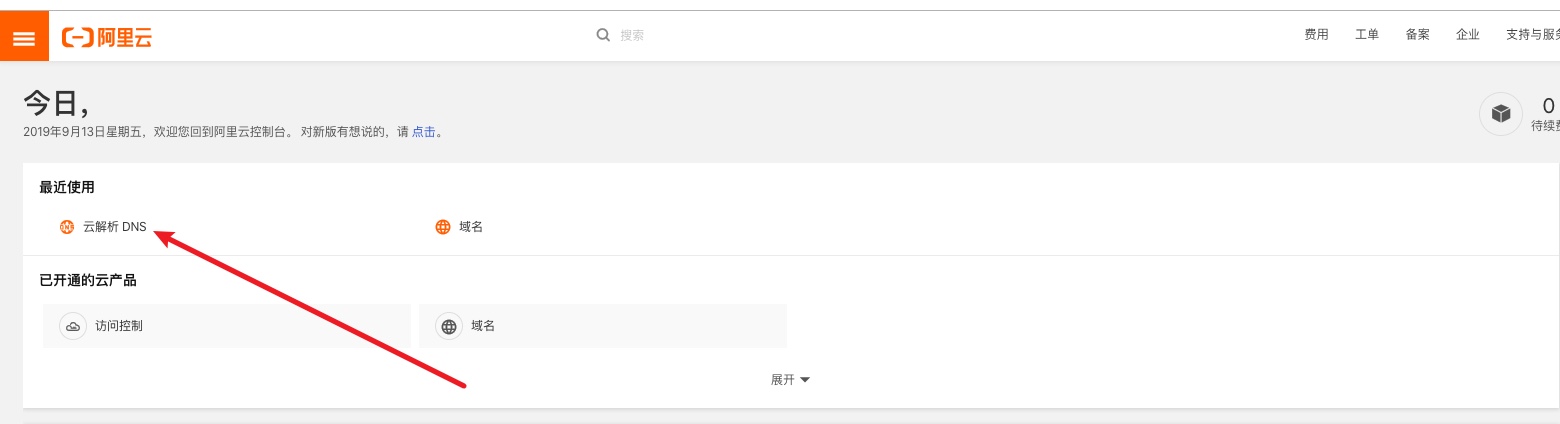 阿里云
搜索
费用 工单 备案 企业 支持与服务
今日,
2019年9月13日星期五，欢迎您回到阿里云控制台。 对新版有想说的，请 点击。
0
待续费
最近使用
DNS 云解析 DNS 域名
已开通的云产品
访问控制 域名
展开